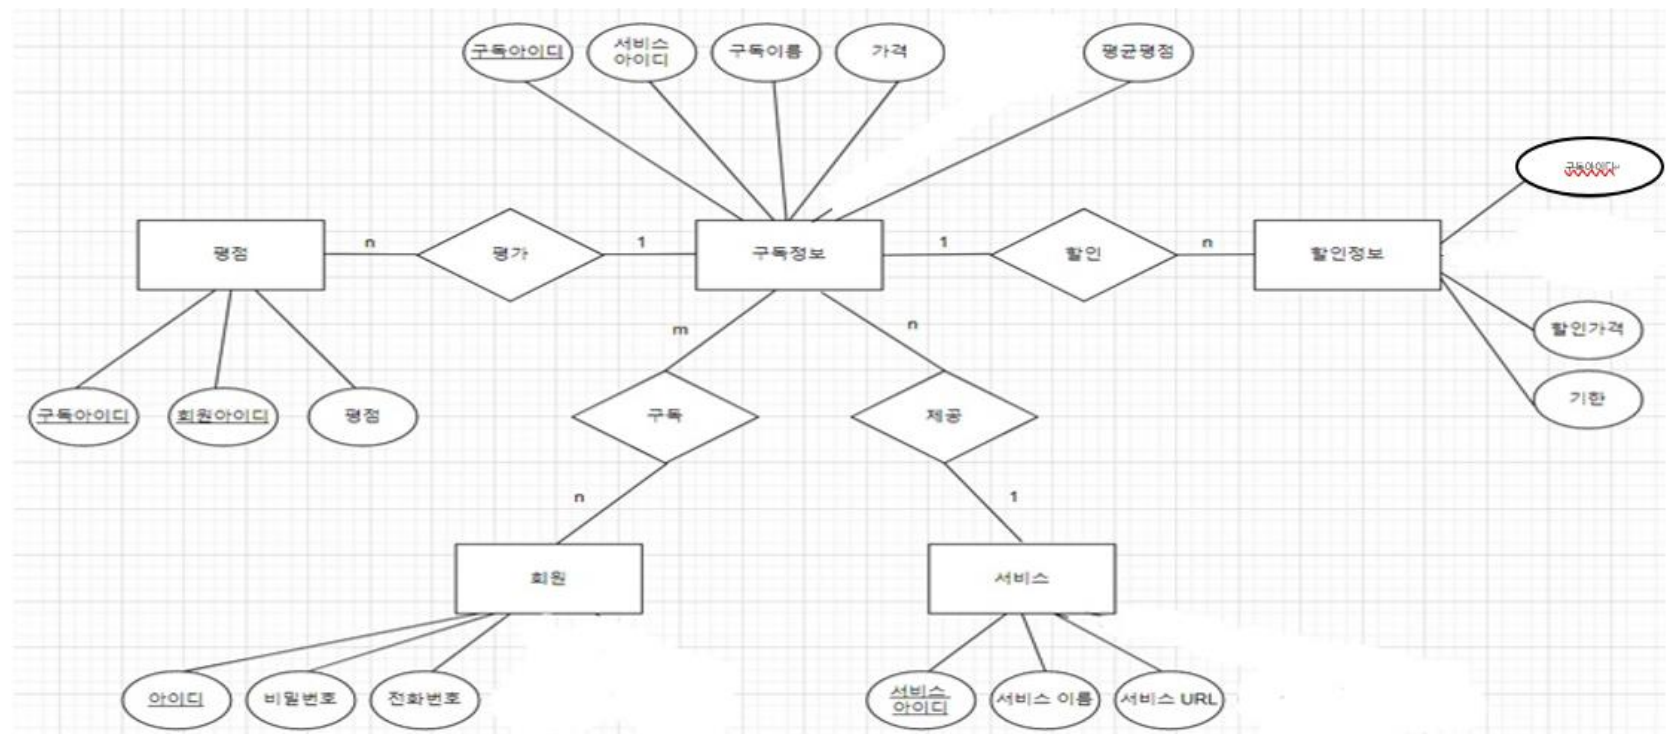 구독아이디
서비스
아이디
구독이름
가격
평균평점
구독아이디
평점
n
평가
1
구독정보
1
할인
n
할인정보
할인가격
기한
구독아이디
회원아이디
평점
m
n
구독
제공
n
1
회원
서비스
아이디
비밀번호
전화번호
서비스
아이디
서비스 이름
서비스 URL